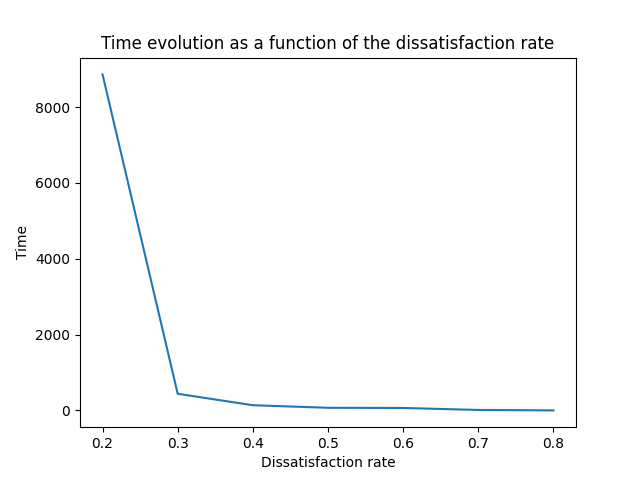 Time evolution as a function of the dissatisfaction rate
8000
6000
4000
2000
0
Time
0.2 0.3 0.4 0.5 0.6 0.7 0.8
Dissatisfaction rate